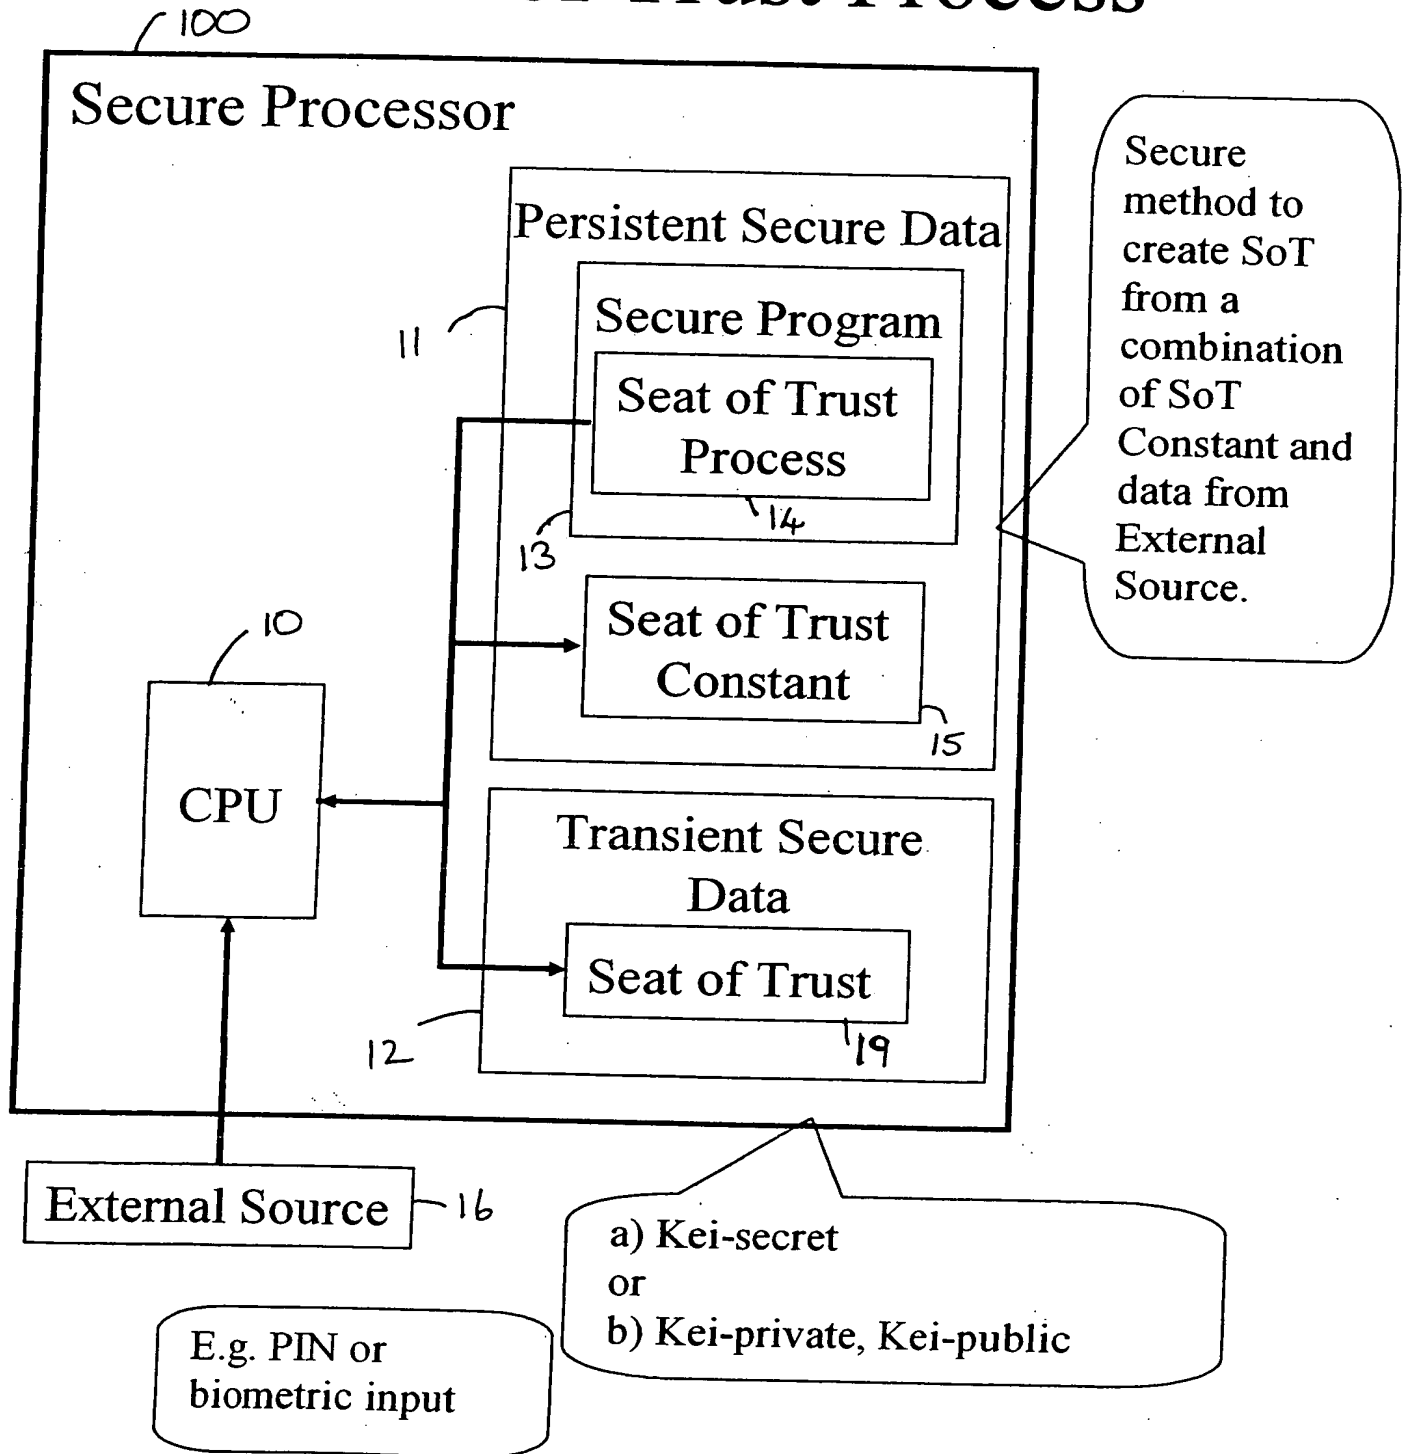 Trust Process
100
Secure Processor
Persistent Secure Data
Secure Program
Seat of Trust
Process
14
13
11
Seat of Trust
Constant
15
10
CPU
Transient Secure
Data
Seat of Trust
19
12
External Source
16
Secure
method to
create SoT
from a
combination
of SoT
Constant and
data from
External
Source.
a) Kei-secret
or
b) Kei-private, Kei-public
E.g. PIN or
biometric input